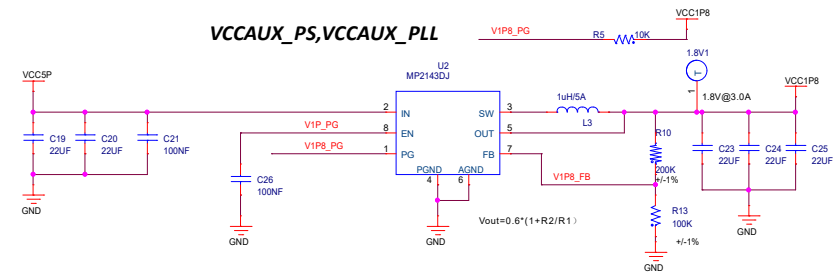 VCCAUX_PS,VCCAUX_PLL
V1P8_PG
R5
10K
VCC1P8
U2
MP2143DJ
1.8V1
T
1
1.8V@3.0A
VCC5P
VCC1P8
C19
22UF
C20
22UF
C21
100NF
2
IN
SW
3
1uH/5A
L3
V1P_PG
8
EN
OUT
5
V1P8_PG
1
PG
FB
7
PGND
AGND
4
6
V1P8_FB
C26
100NF
R10
200K
+/-1%
C23
22UF
C24
22UF
C25
22UF
R13
100K
+/-1%
Vout=0.6*(1+R2/R1）
GND
GND
GND
GND
GND